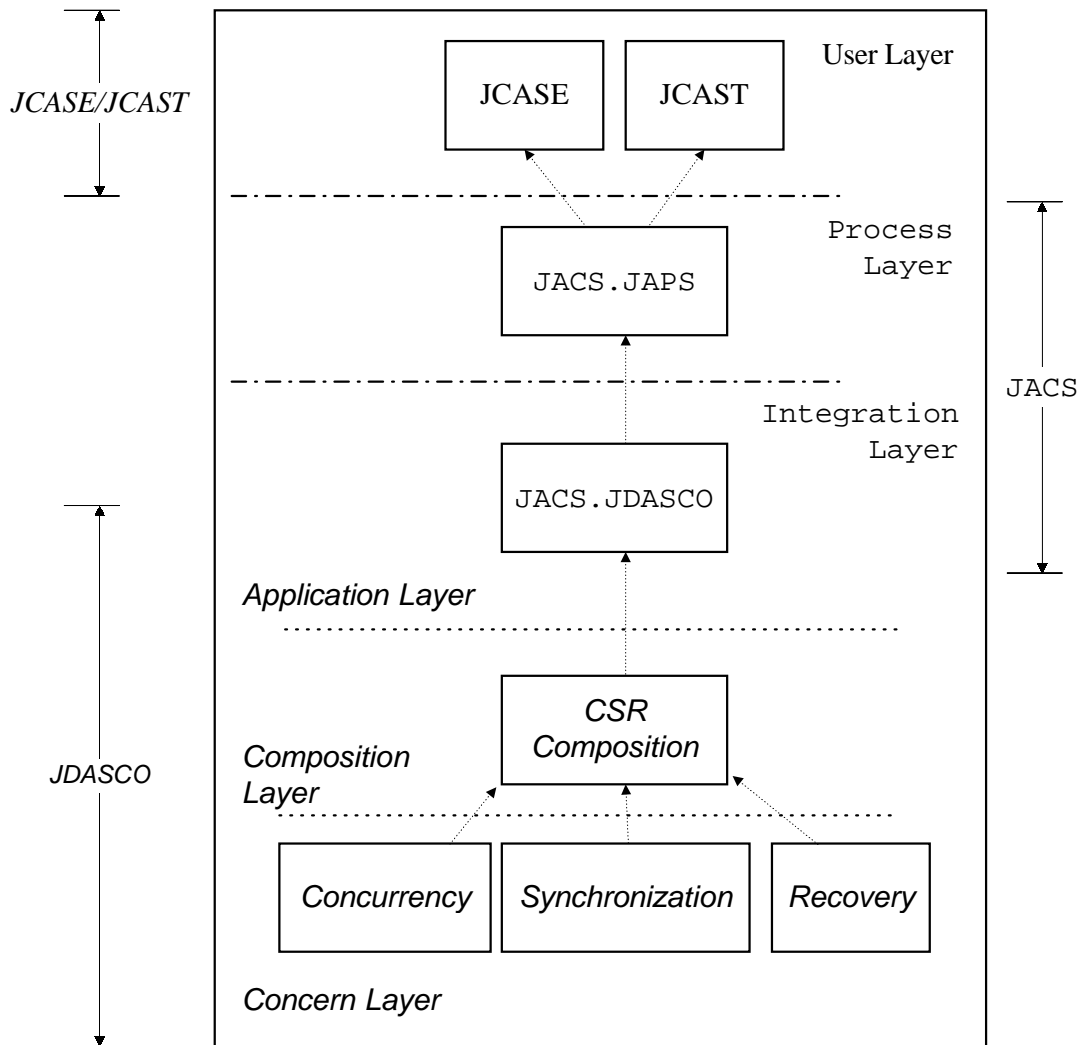 User Layer
JCASE
JCAST
JCASE/JCAST
Process
Layer
JACS.JAPS
JACS
Integration
Layer
JACS.JDASCO
Application Layer
CSR
Composition
Composition
Layer
JDASCO
Concurrency
Synchronization
Recovery
Concern Layer